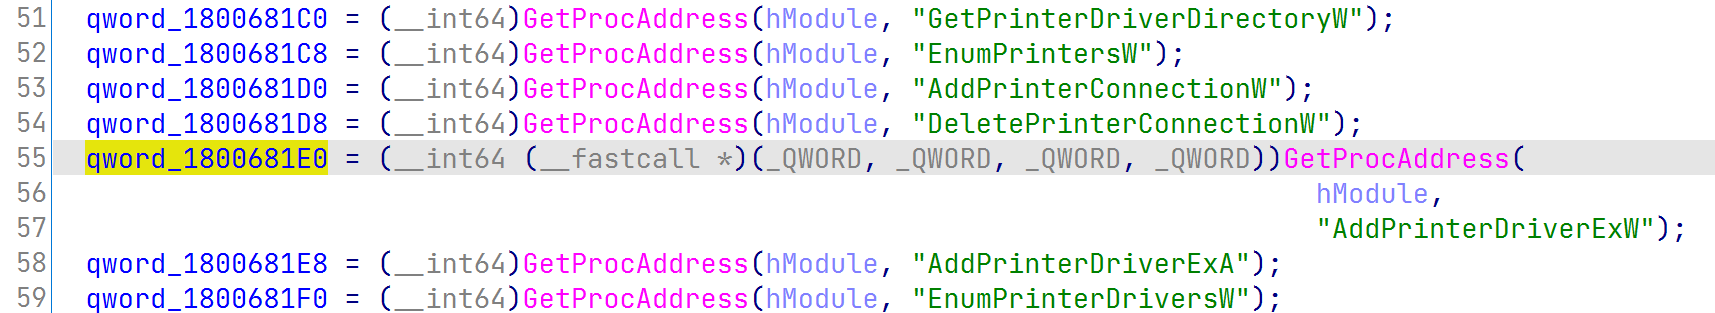 51 qword_1800681C0 = (__int64)GetProcAddress(hModule, "GetPrinterDriverDirectoryW");
52 qword_1800681C8 = (__int64)GetProcAddress(hModule, "EnumPrintersW");
53 qword_1800681D0 = (__int64)GetProcAddress(hModule, "AddPrinterConnectionW");
54 qword_1800681D8 = (__int64)GetProcAddress(hModule, "DeletePrinterConnectionW");
55 qword_1800681E0 = (__int64 (__fastcall *)(_QWORD, _QWORD, _QWORD, _QWORD))GetProcAddress(
56 hModule,
57 "AddPrinterDriverExW");
58 qword_1800681E8 = (__int64)GetProcAddress(hModule, "AddPrinterDriverExA");
59 qword_1800681F0 = (__int64)GetProcAddress(hModule, "EnumPrinterDriversW");